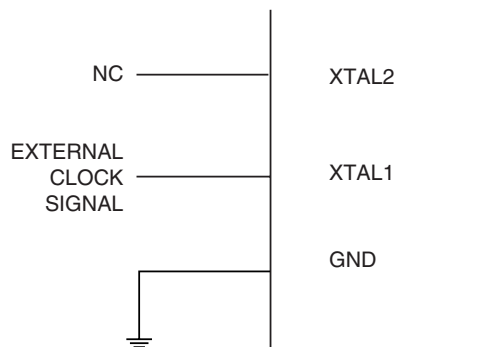 NC
XTAL2
EXTERNAL
CLOCK
SIGNAL
XTAL1
GND